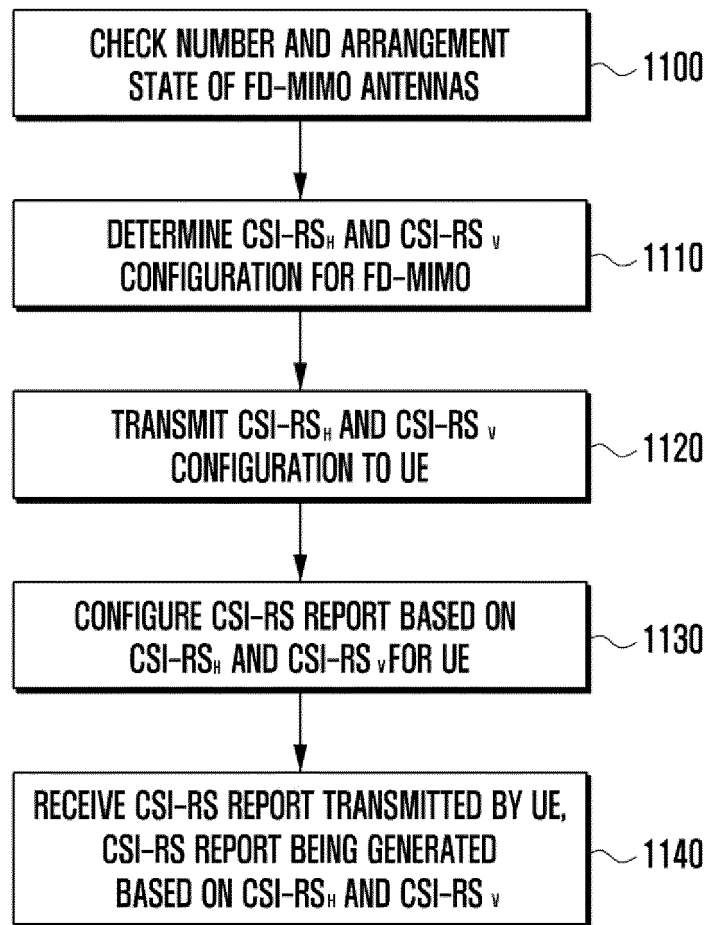 CHECK NUMBER AND ARRANGEMENT
STATE OF FD-MIMO ANTENNAS
1100
DETERMINE CSI-RSH AND CSI-RS V
CONFIGURATION FOR FD-MIMO
1110
TRANSMIT CSI-RSH AND CSI-RS V
CONFIGURATION TO UE
1120
CONFIGURE CSI-RS REPORT BASED ON
CSI-RSH AND CSI-RS V FOR UE
1130
RECEIVE CSI-RS REPORT TRANSMITTED BY UE,
CSI-RS REPORT BEING GENERATED
BASED ON CSI-RSH AND CSI-RS V
1140